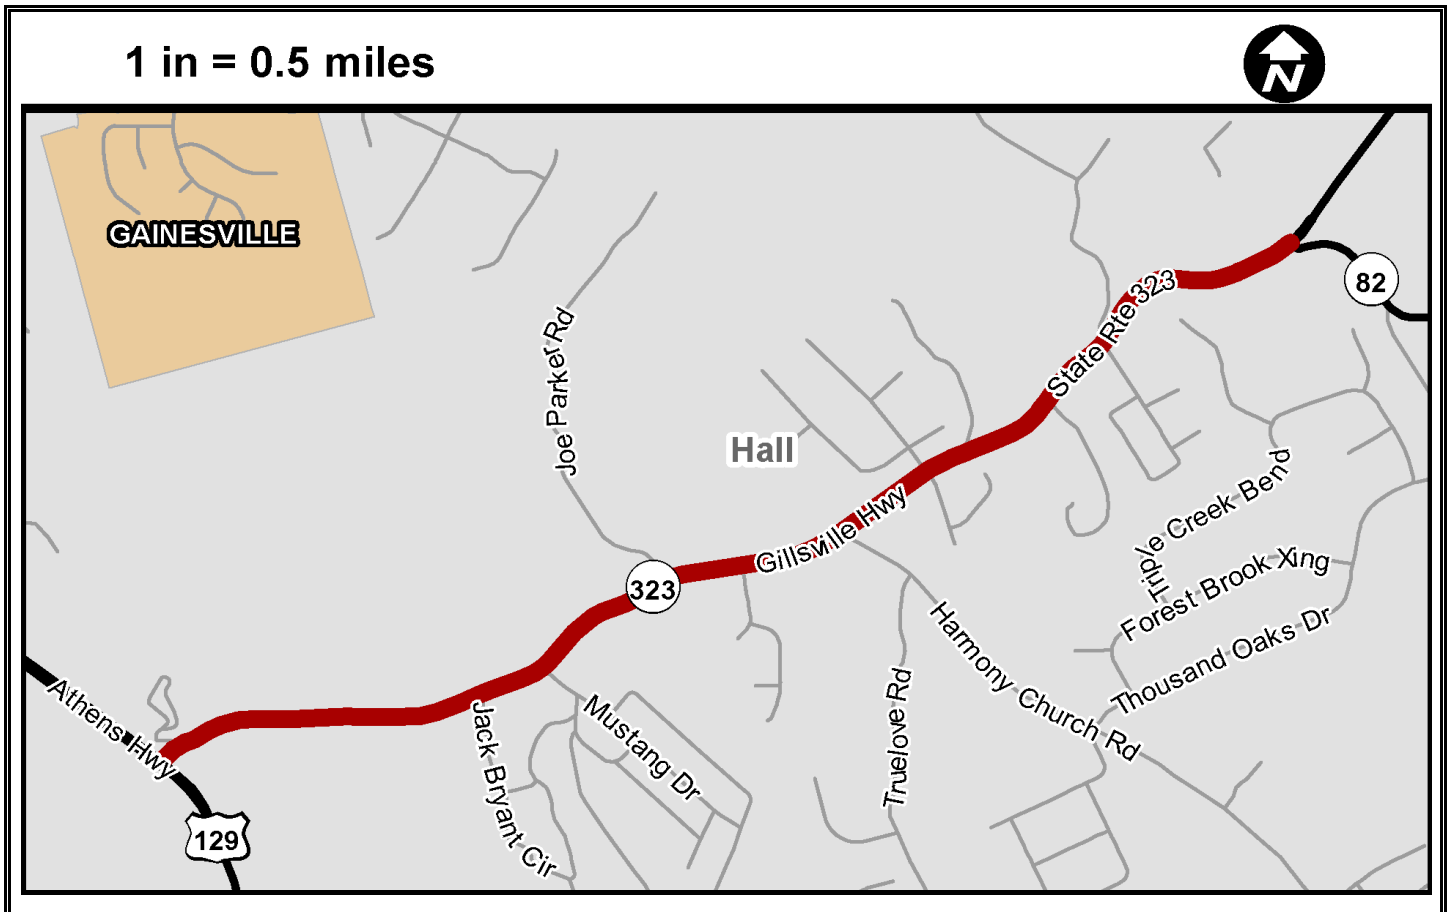 1 in = 0.5 miles
N
GAINESVILLE
82
State Rte 323
Joe Parker Rd
Hall
Triple Creek Bend
Gillsville Hwy
Forest Brook Xing
323
Harmony Church Rd
Thousand Oaks Dr
Truelove Rd
Athens Hwy
Jack Bryant Cir
Mustang Dr
129